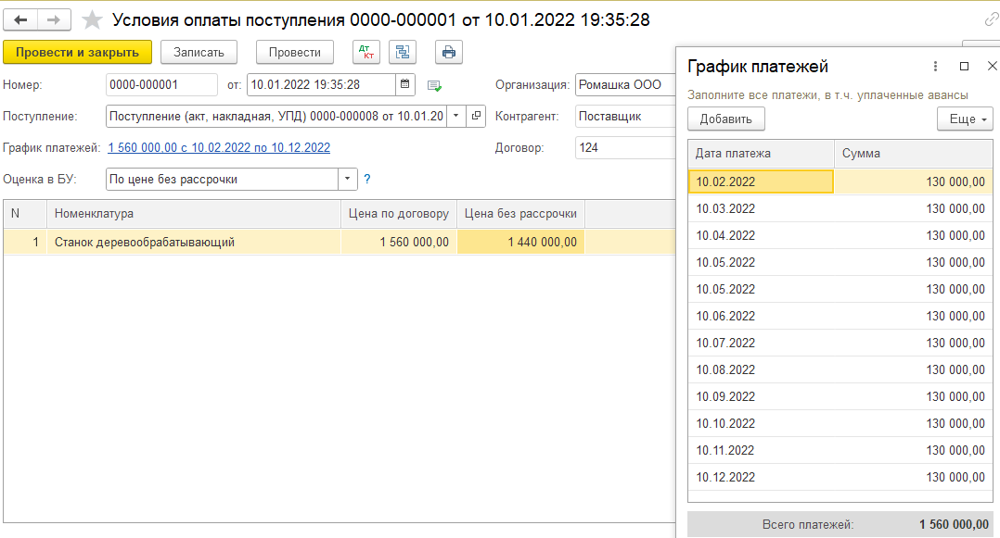 Условия оплаты поступления 0000-000001 от 10.01.2022 19:35:28
Провести и закрыть Записать Провести Дт Кт
Номер: 0000-000001 от: 10.01.2022 19:35:28 Организация: Ромашка ООО
Поступление: Поступление (акт, накладная, УПД) 0000-000008 от 10.01.20 Контрагент: Поставщик
График платежей: 1 560 000,00 с 10.02.2022 по 10.12.2022 Договор: 124
Оценка в БУ: По цене без рассрочки ?
N Номенклатура Цена по договору Цена без рассрочки
1 Станок деревообрабатывающий 1 560 000,00 1 440 000,00
График платежей
Заполните все платежи, в т.ч. уплаченные авансы
Добавить Еще
Дата платежа Сумма
10.02.2022 130 000,00
10.03.2022 130 000,00
10.04.2022 130 000,00
10.05.2022 130 000,00
10.05.2022 130 000,00
10.06.2022 130 000,00
10.07.2022 130 000,00
10.08.2022 130 000,00
10.09.2022 130 000,00
10.10.2022 130 000,00
10.11.2022 130 000,00
10.12.2022 130 000,00
Всего платежей: 1 560 000,00